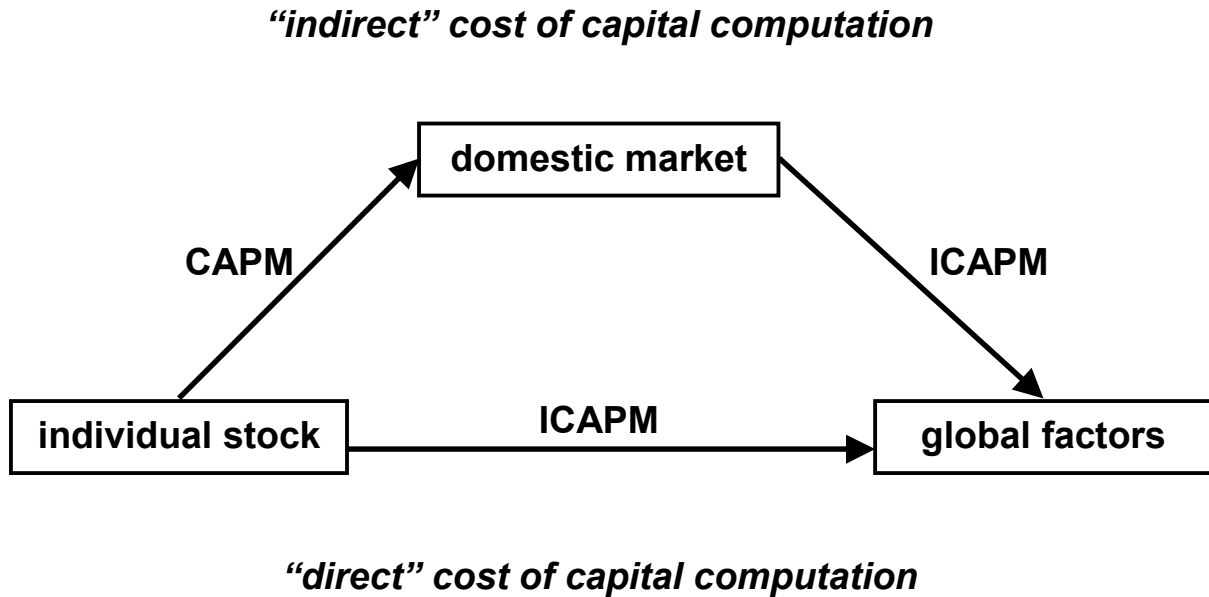 “indirect” cost of capital computation
domestic market
CAPM
ICAPM
individual stock
ICAPM
global factors
“direct” cost of capital computation